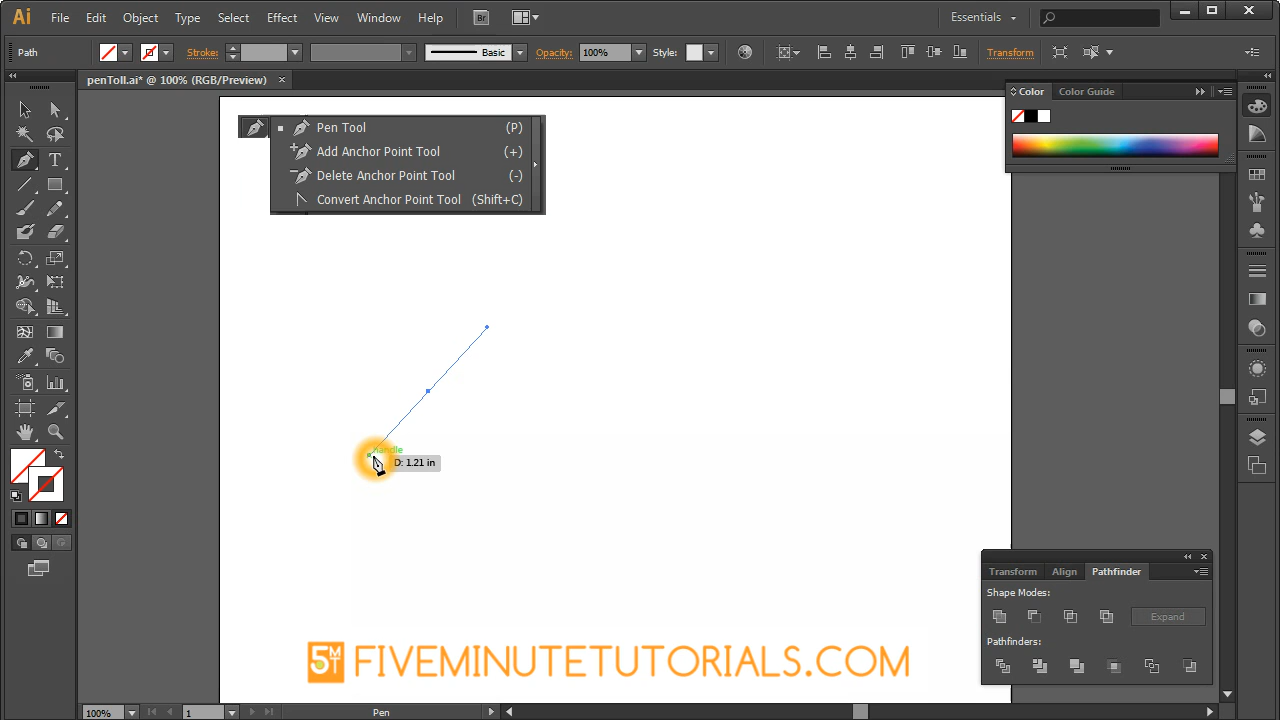 Ai File Edit Object Type Select Effect View Window Help Br Essentials
Path Stroke: Basic Opacity: 100% Style: Transform
penToll.ai* @ 100% (RGB/Preview)
Color Color Guide
Pen Tool (P)
Add Anchor Point Tool (+)
Delete Anchor Point Tool (-)
Convert Anchor Point Tool (Shift+C)
handle
D: 1.21 in
Transform Align Pathfinder
Shape Modes:
Expand
Pathfinders:
5MT FIVEMINUTETUTORIALS.COM
100% 1 Pen